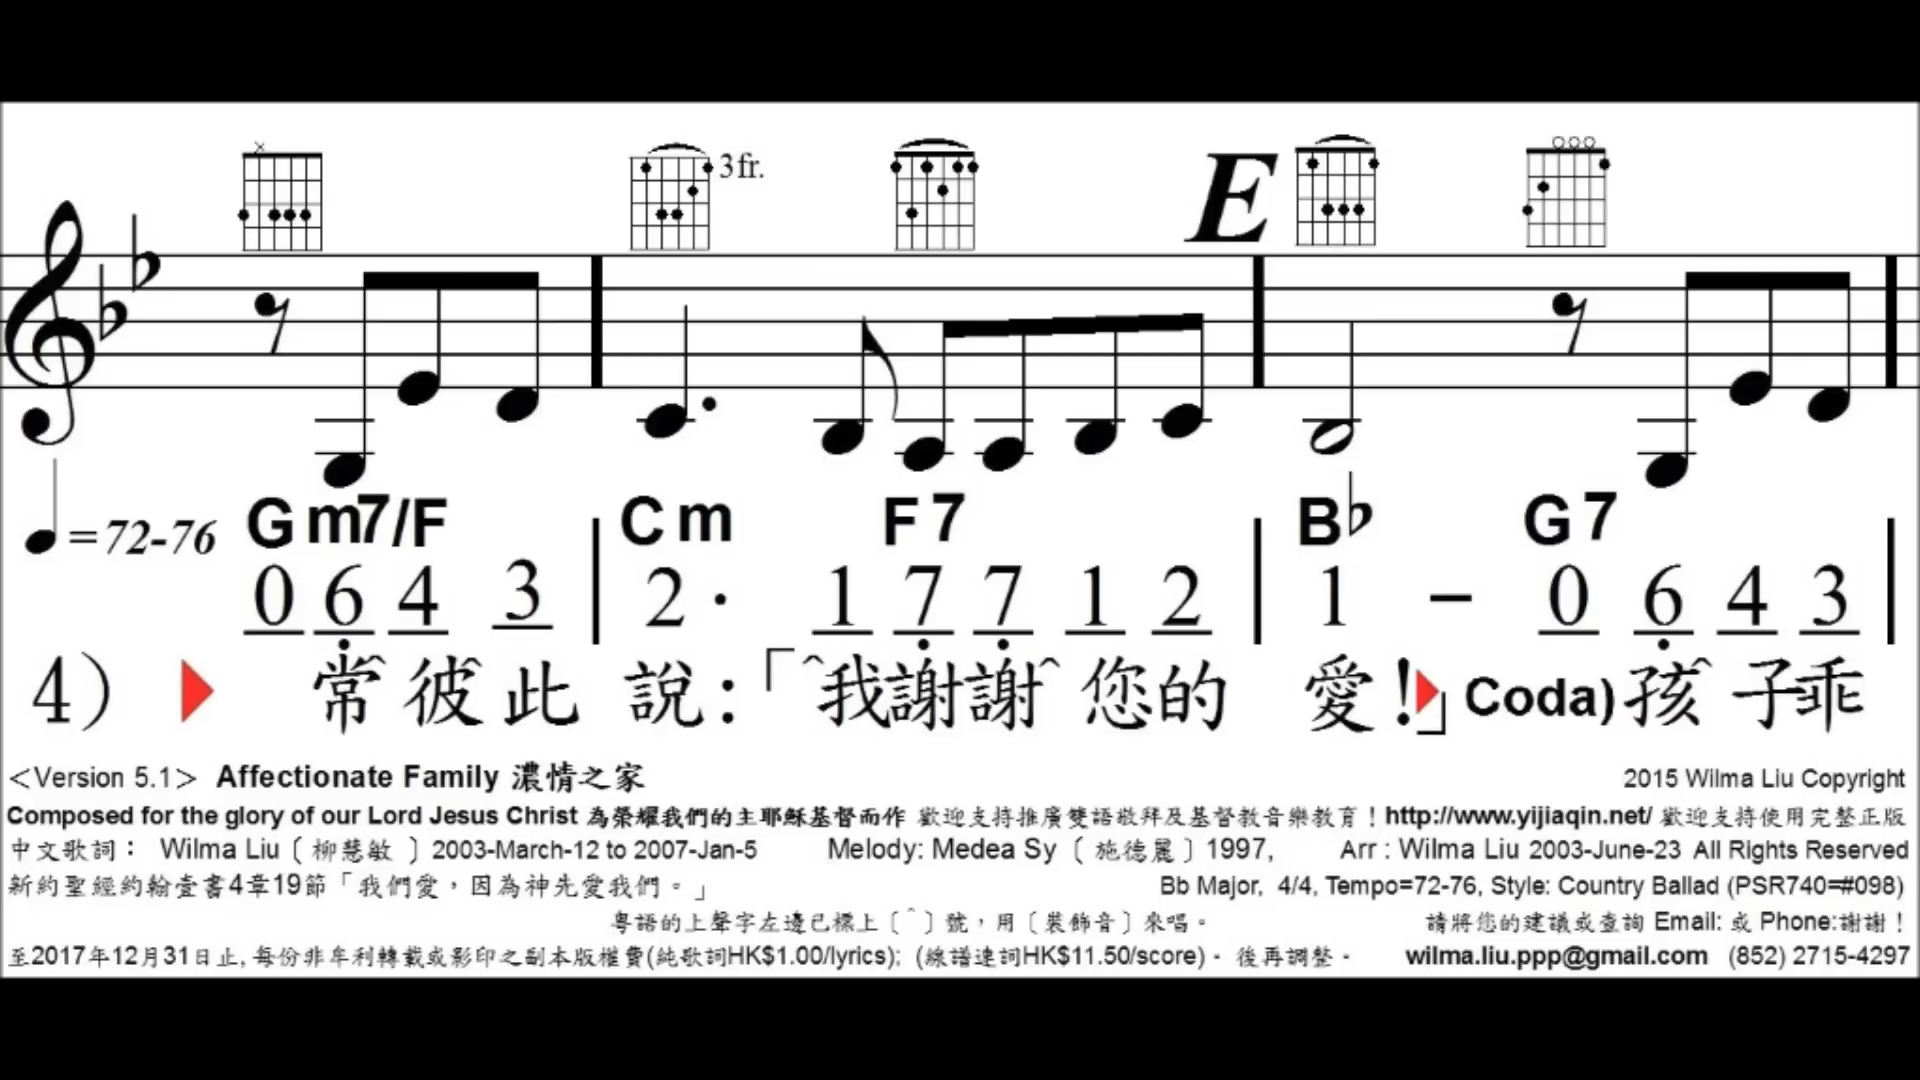 3fr.
E
♩=72-76 Gm7/F Cm F7 B♭ G7
0 6 4 3 | 2· 1 7 7 1 2 | 1 – 0 6 4 3 |
4) 常^彼^此 說:「^我謝謝^您的 愛!」 Coda)孩^子乖
<Version 5.1> Affectionate Family 濃情之家 2015 Wilma Liu Copyright
Composed for the glory of our Lord Jesus Christ 為榮耀我們的主耶穌基督而作 歡迎支持推廣雙語敬拜及基督教音樂教育!http://www.yijiaqin.net/ 歡迎支持使用完整正版
中文歌詞: Wilma Liu〔柳慧敏〕2003-March-12 to 2007-Jan-5 Melody: Medea Sy〔施德麗〕1997, Arr : Wilma Liu 2003-June-23 All Rights Reserved
新約聖經約翰壹書4章19節「我們愛,因為神先愛我們。」 Bb Major, 4/4, Tempo=72-76, Style: Country Ballad (PSR740=#098)
粵語的上聲字左邊已標上〔^〕號,用〔裝飾音〕來唱。 請將您的建議或查詢 Email: 或 Phone:謝謝!
至2017年12月31日止, 每份非牟利轉載或影印之副本版權費(純歌詞HK$1.00/lyrics); (線譜連詞HK$11.50/score)。後再調整。 wilma.liu.ppp@gmail.com (852) 2715-4297